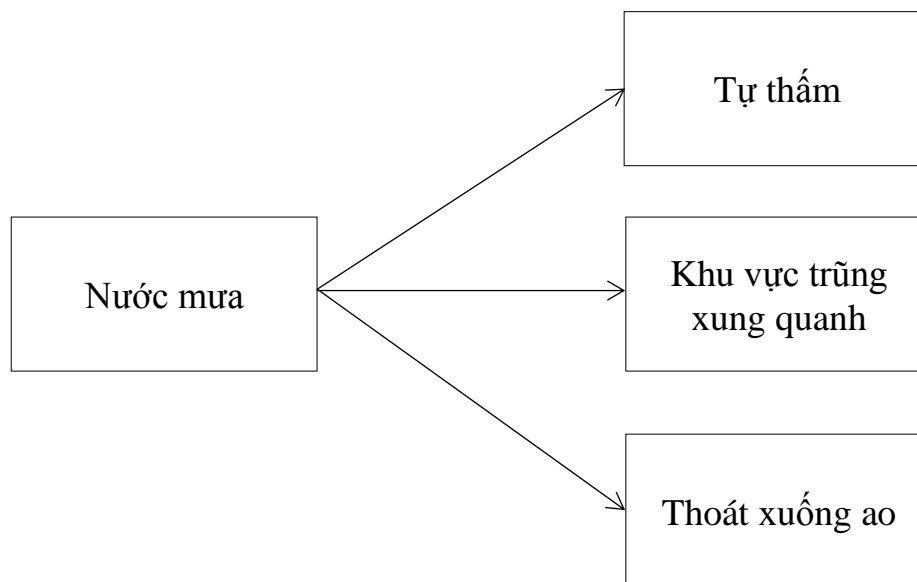 Tự thấm
Nước mưa
Khu vực trũng
xung quanh
Thoát xuống ao